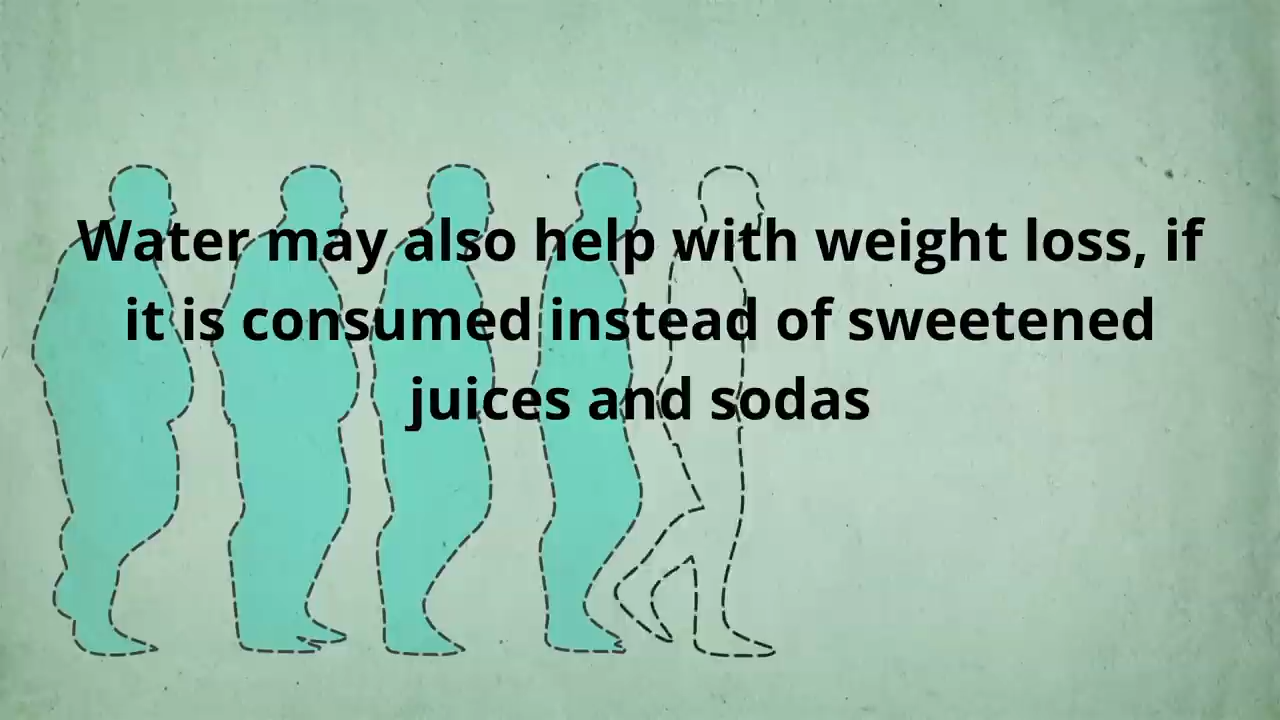 Water may also help with weight loss, if
it is consumed instead of sweetened
juices and sodas